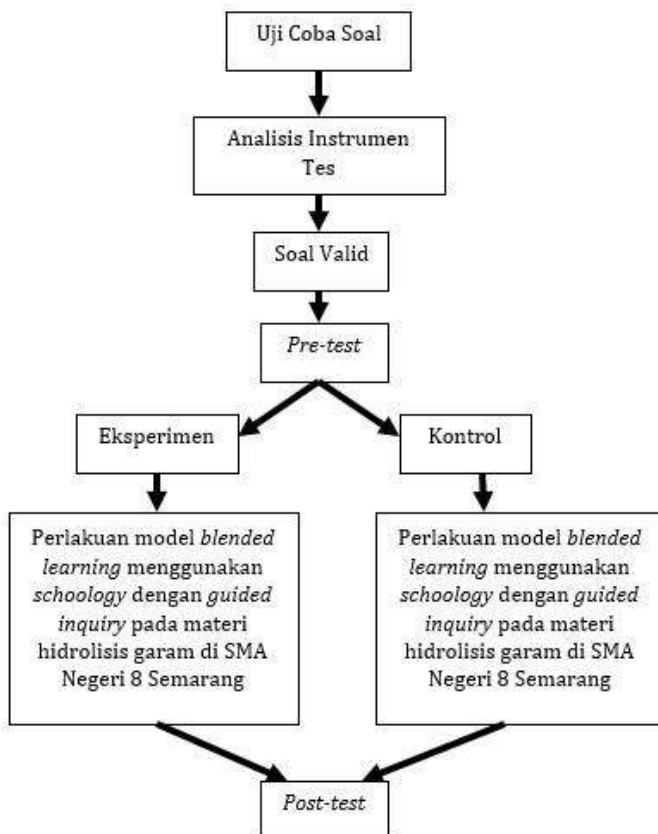 Uji Coba Soal
Analisis Instrumen
Tes
Soal Valid
Pre-test
Eksperimen
Kontrol
Perlakuan model blended
learning menggunakan
schoology dengan guided
inquiry pada materi
hidrolisis garam di SMA
Negeri 8 Semarang
Perlakuan model blended
learning menggunakan
schoology dengan guided
inquiry pada materi
hidrolisis garam di SMA
Negeri 8 Semarang
Post-test